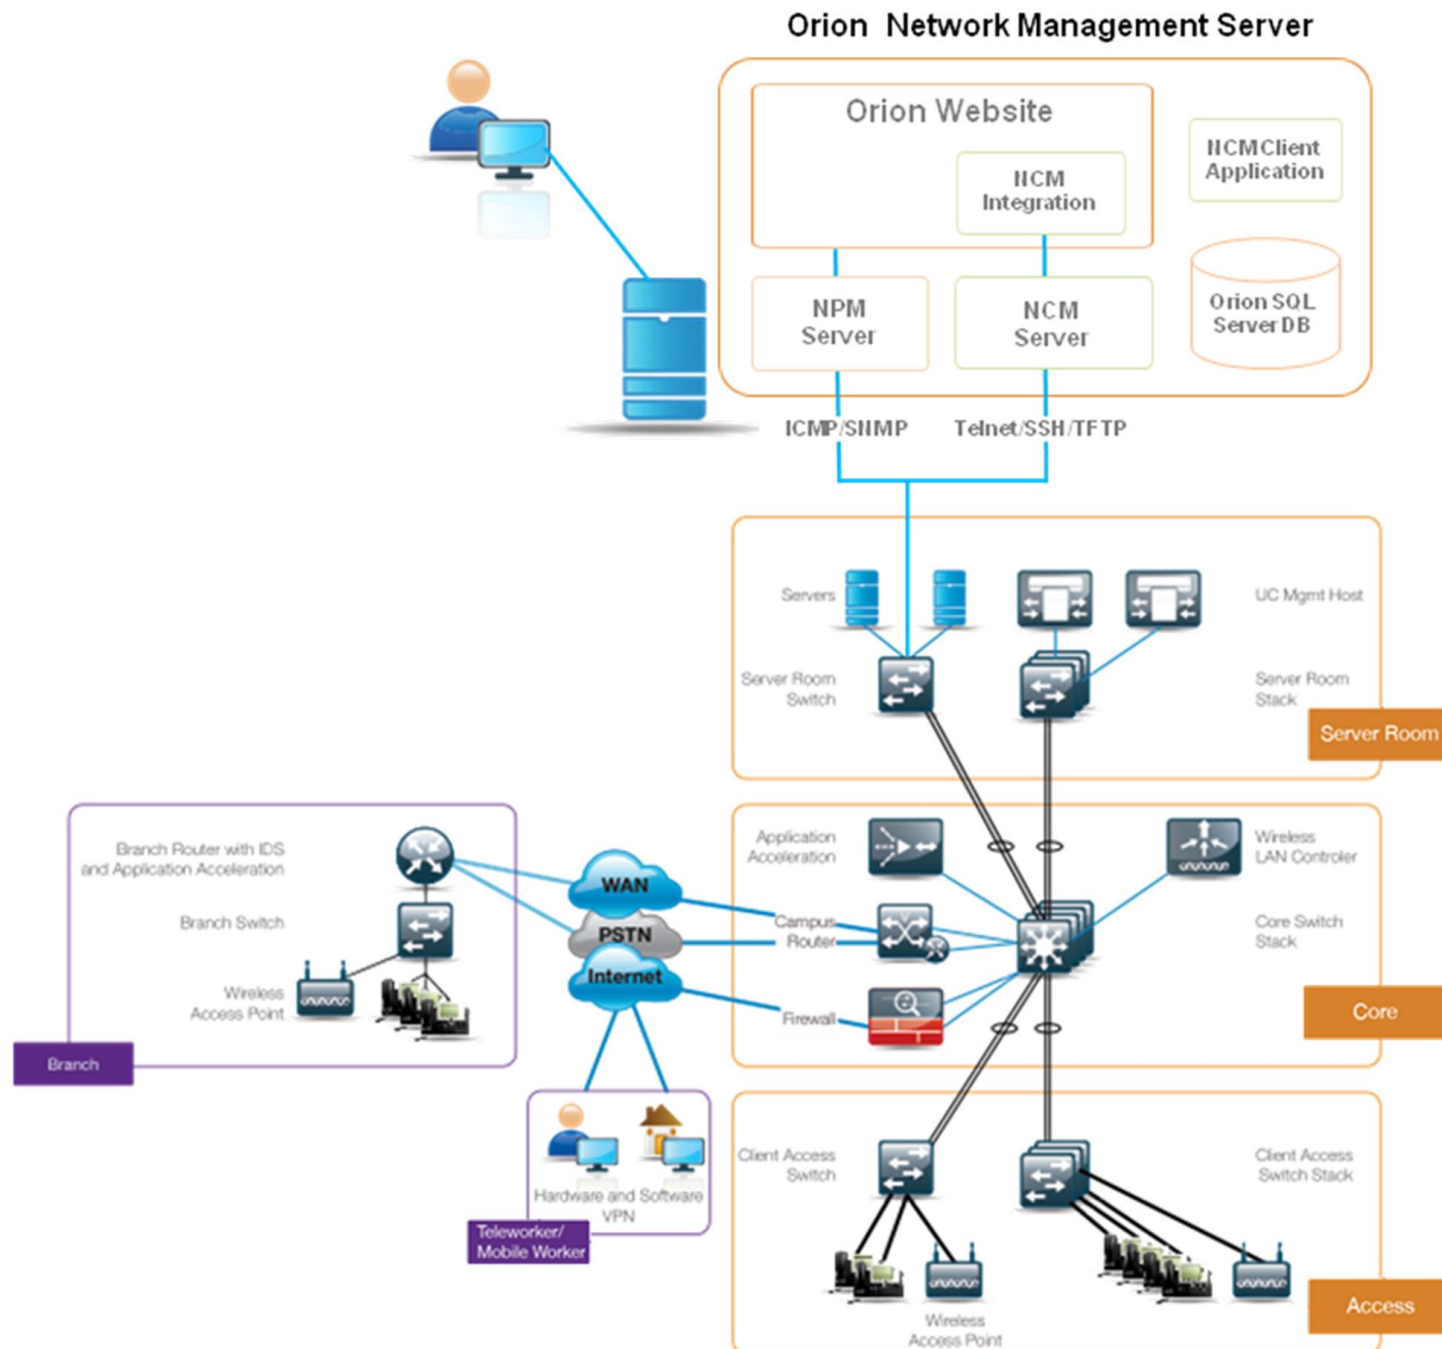 Orion Network Management Server
Orion Website
NCM
Integration
NCMClient
Application
NPM
Server
NCM
Server
Orion SQL
Server DB
ICMP/SNMP
Telnet/SSH/TFTP
Servers
UC Mgmt Host
Server Room
Switch
Server Room
Stack
Server Room
Branch Router with IDS
and Application Acceleration
Branch Switch
Wireless
Access Point
Branch
WAN
PSTN
Internet
Application
Acceleration
Wireless
LAN Controler
Campus
Router
Core Switch
Stack
Firewall
Core
Hardware and Software
VPN
Teleworker/
Mobile Worker
Client Access
Switch
Client Access
Switch Stack
Wireless
Access Point
Access